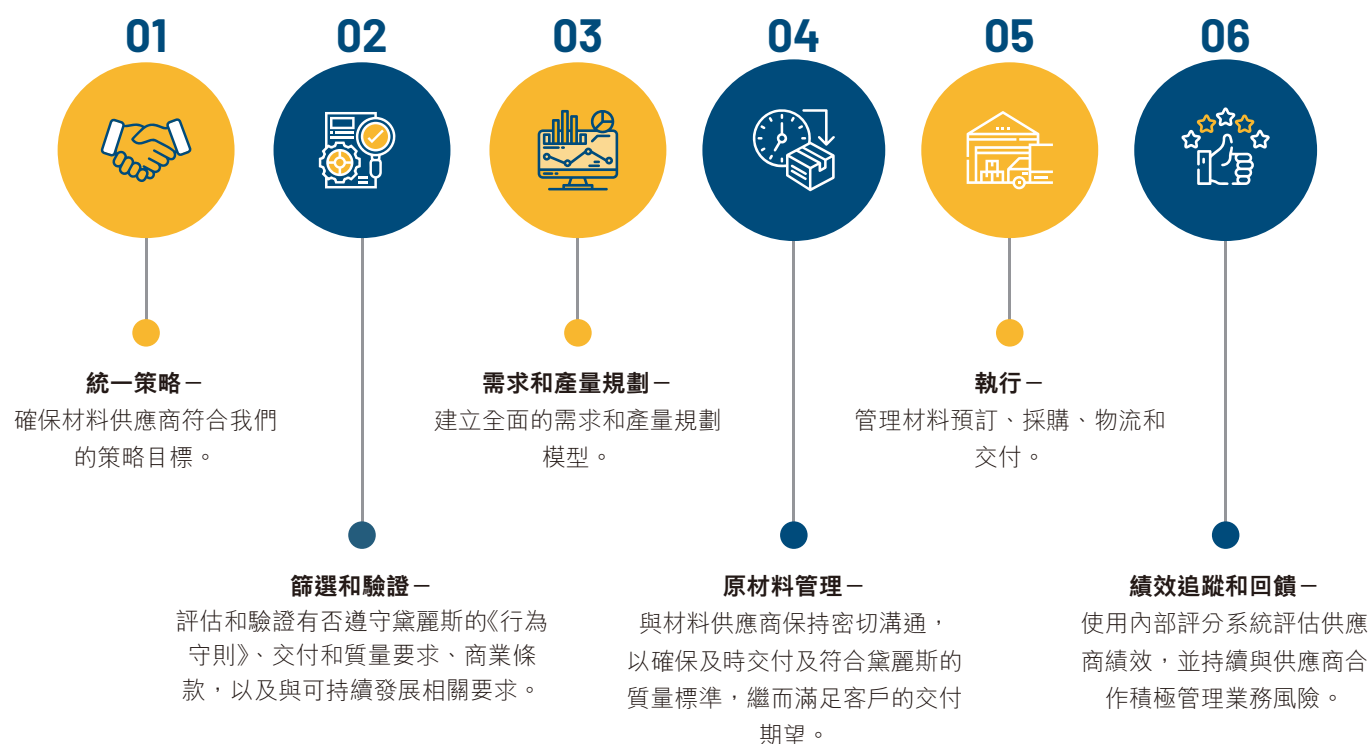 01
02
03
04
05
06
統一策略－
確保材料供應商符合我們
的策略目標。
篩選和驗證－
評估和驗證有否遵守黛麗斯的《行為
守則》、交付和質量要求、商業條
款，以及與可持續發展相關要求。
需求和產量規劃－
建立全面的需求和產量規劃
模型。
原材料管理－
與材料供應商保持密切溝通，
以確保及時交付及符合黛麗斯的
質量標準，繼而滿足客戶的交付
期望。
執行－
管理材料預訂、採購、物流和
交付。
績效追蹤和回饋－
使用內部評分系統評估供應
商績效，並持續與供應商合
作積極管理業務風險。